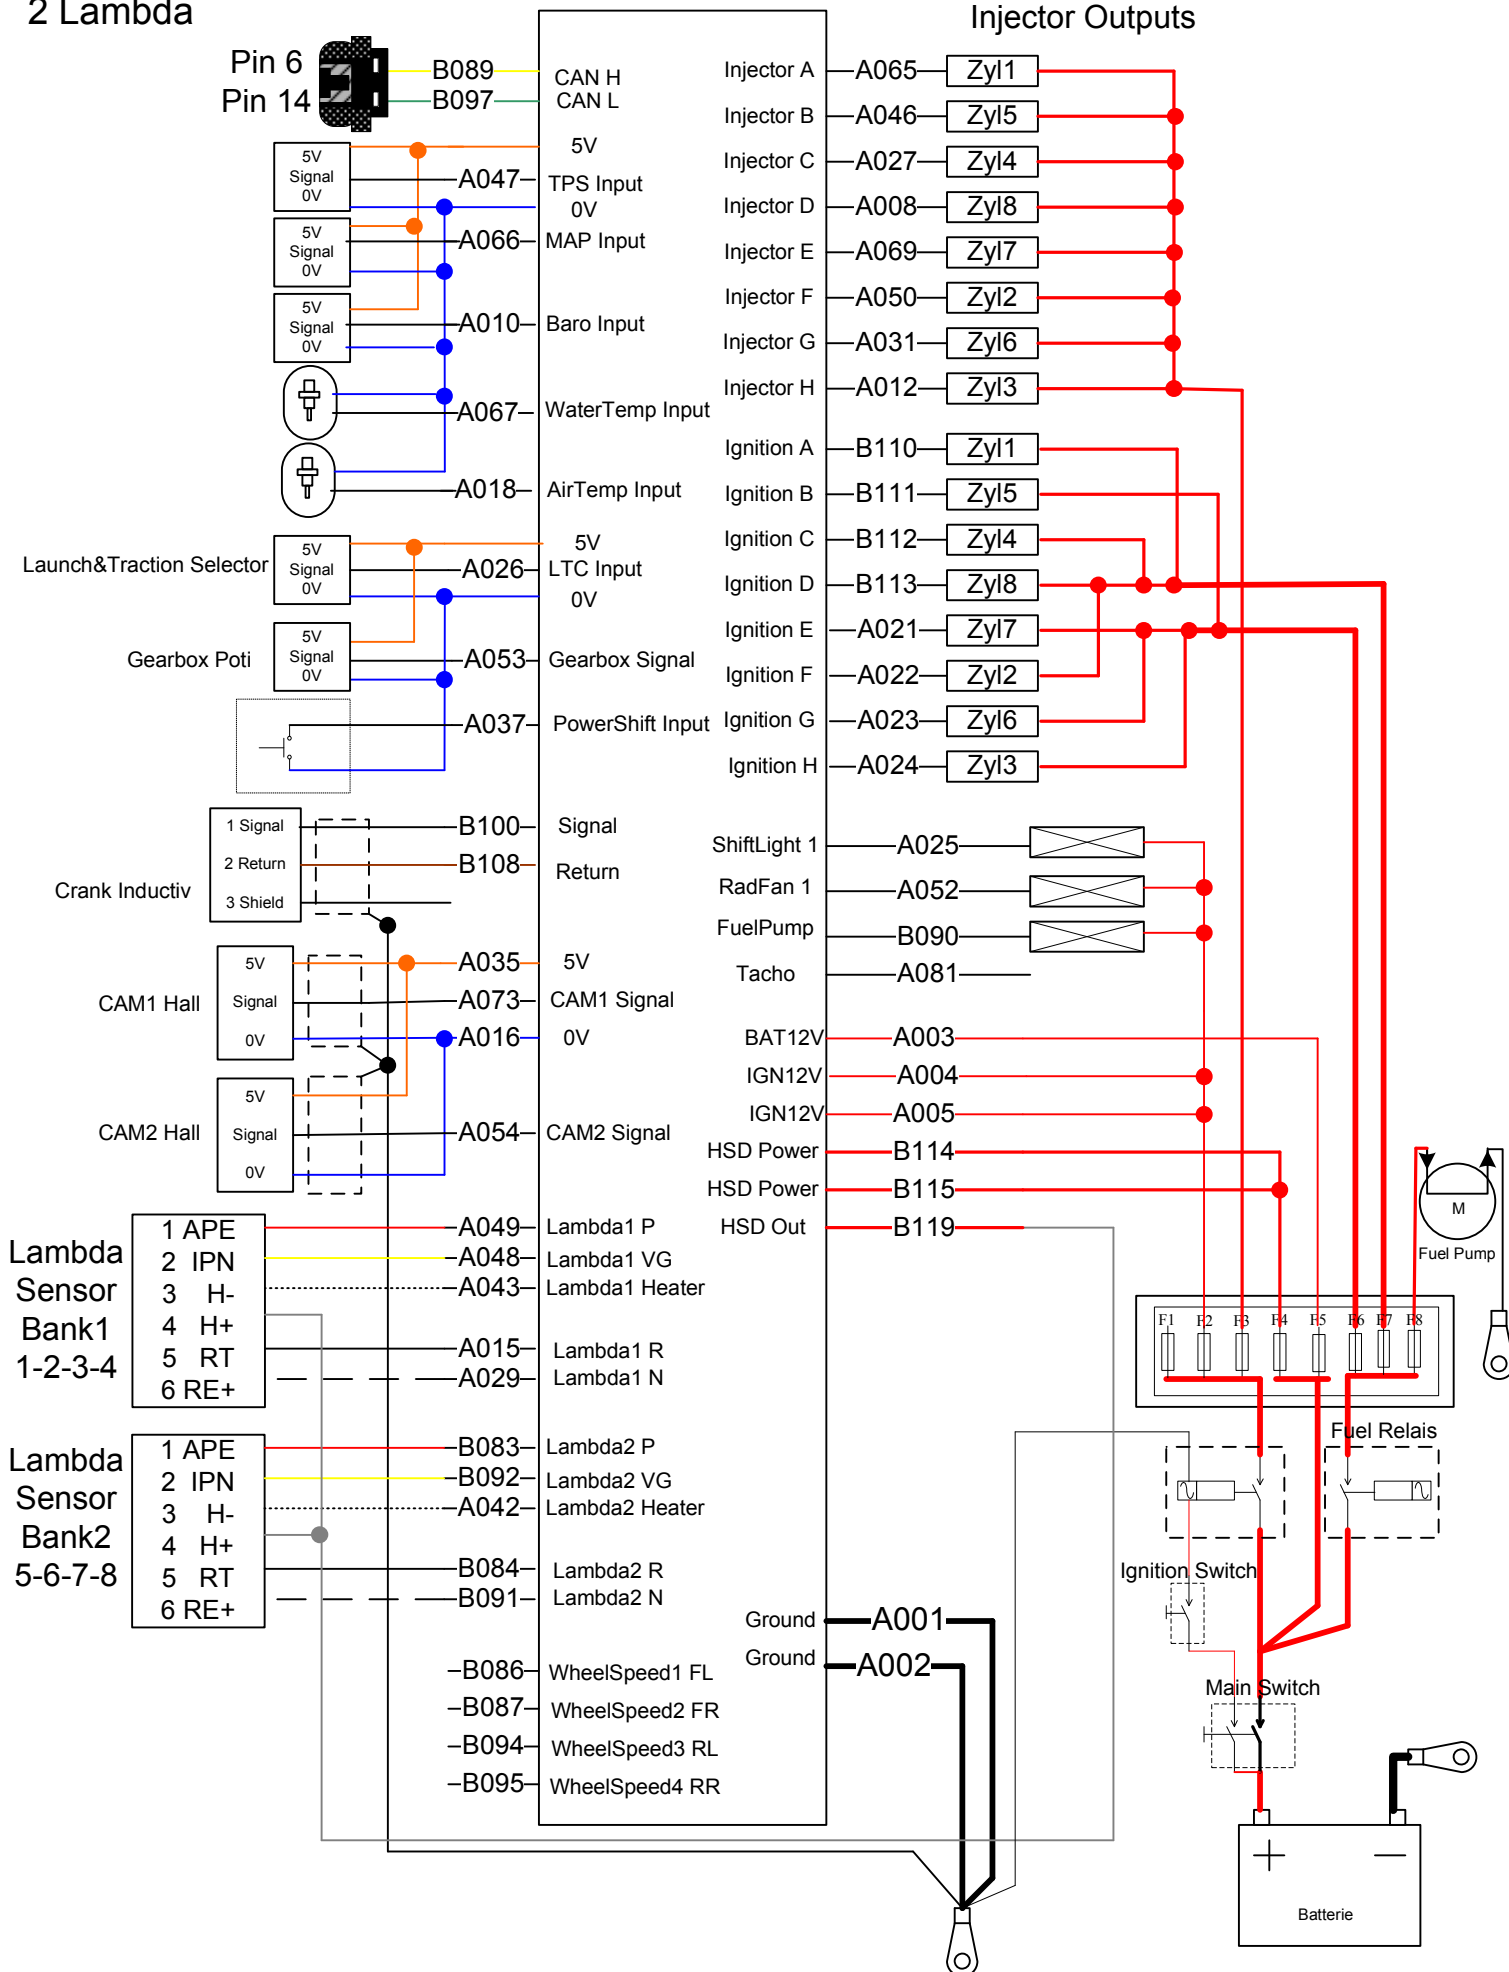 2 Lambda
Injector Outputs
Pin 6
Pin 14
B089
B097
CAN H
CAN L
5V
Signal
0V
A047
5V
TPS Input
0V
5V
Signal
0V
A066
MAP Input
5V
Signal
0V
A010
Baro Input
A067
WaterTemp Input
A018
AirTemp Input
Launch&Traction Selector
5V
Signal
0V
A026
5V
LTC Input
0V
Gearbox Poti
5V
Signal
0V
A053
Gearbox Signal
A037
PowerShift Input
Crank Inductiv
1 Signal
2 Return
3 Shield
B100
B108
Signal
Return
CAM1 Hall
5V
Signal
0V
A035
A073
A016
5V
CAM1 Signal
0V
CAM2 Hall
5V
Signal
0V
A054
CAM2 Signal
Lambda
Sensor
Bank1
1-2-3-4
1 APE
2 IPN
3 H-
4 H+
5 RT
6 RE+
A049
A048
A043
A015
A029
Lambda1 P
Lambda1 VG
Lambda1 Heater
Lambda1 R
Lambda1 N
Lambda
Sensor
Bank2
5-6-7-8
1 APE
2 IPN
3 H-
4 H+
5 RT
6 RE+
B083
B092
A042
B084
B091
Lambda2 P
Lambda2 VG
Lambda2 Heater
Lambda2 R
Lambda2 N
B086 WheelSpeed1 FL
B087 WheelSpeed2 FR
B094 WheelSpeed3 RL
B095 WheelSpeed4 RR
Injector A A065 Zyl1
Injector B A046 Zyl5
Injector C A027 Zyl4
Injector D A008 Zyl8
Injector E A069 Zyl7
Injector F A050 Zyl2
Injector G A031 Zyl6
Injector H A012 Zyl3
Ignition A B110 Zyl1
Ignition B B111 Zyl5
Ignition C B112 Zyl4
Ignition D B113 Zyl8
Ignition E A021 Zyl7
Ignition F A022 Zyl2
Ignition G A023 Zyl6
Ignition H A024 Zyl3
ShiftLight 1 A025
RadFan 1 A052
FuelPump B090
Tacho A081
BAT12V A003
IGN12V A004
IGN12V A005
HSD Power B114
HSD Power B115
HSD Out B119
M
Fuel Pump
F1 F2 F3 F4 F5 F6 F7 F8
Fuel Relais
Ignition Switch
Ground A001
Ground A002
Main Switch
+ −
Batterie